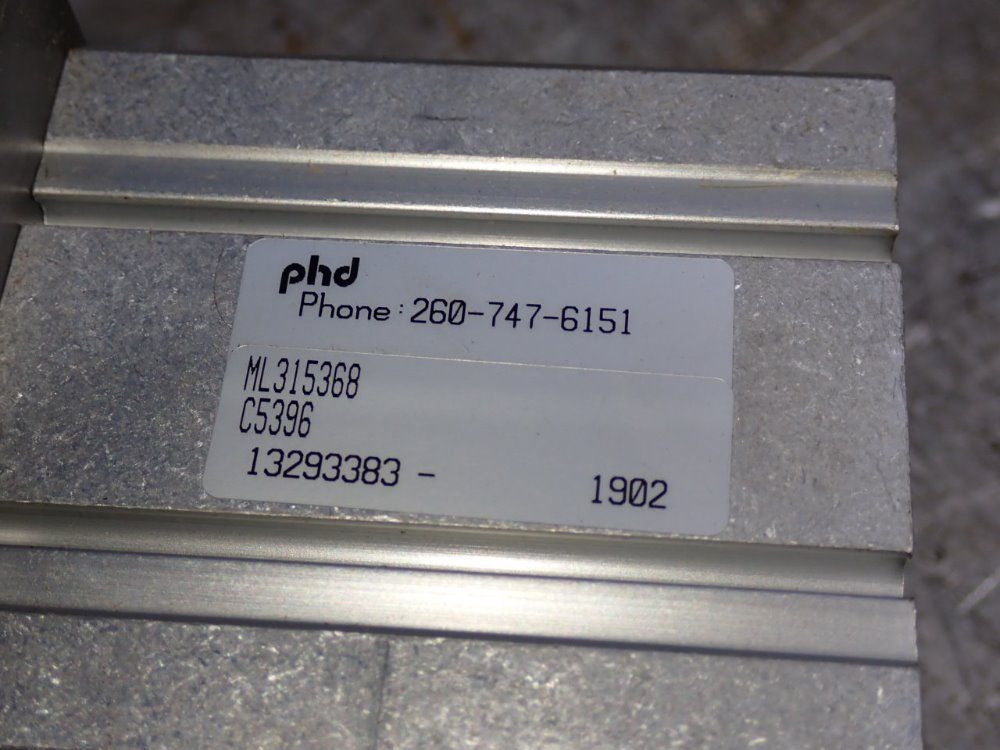 phd
Phone: 260-747-6151
ML315368
C5396
13293383 - 1902